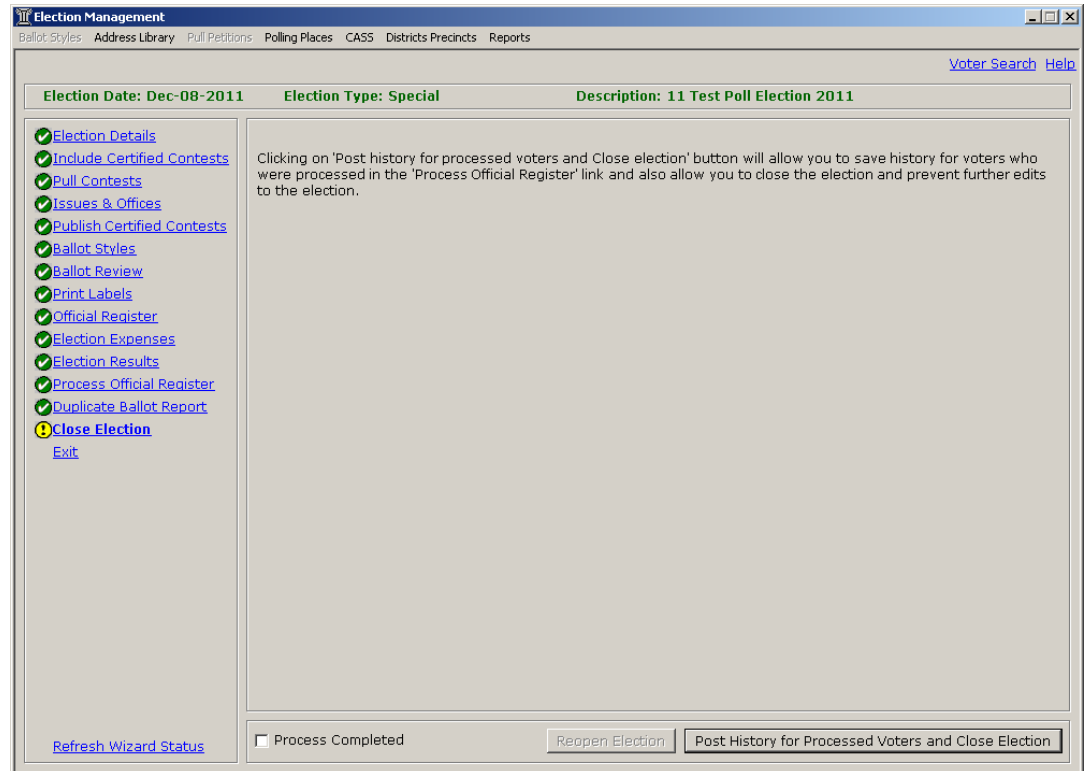 Election Management
Ballot Styles Address Library Pull Petitions Polling Places CASS Districts Precincts Reports
Voter Search Help
Election Date: Dec-08-2011 Election Type: Special Description: 11 Test Poll Election 2011
Election Details
Include Certified Contests
Pull Contests
Issues & Offices
Publish Certified Contests
Ballot Styles
Ballot Review
Print Labels
Official Register
Election Expenses
Election Results
Process Official Register
Duplicate Ballot Report
Close Election
Exit
Refresh Wizard Status
Clicking on 'Post history for processed voters and Close election' button will allow you to save history for voters who
were processed in the 'Process Official Register' link and also allow you to close the election and prevent further edits
to the election.
Process Completed
Reopen Election
Post History for Processed Voters and Close Election